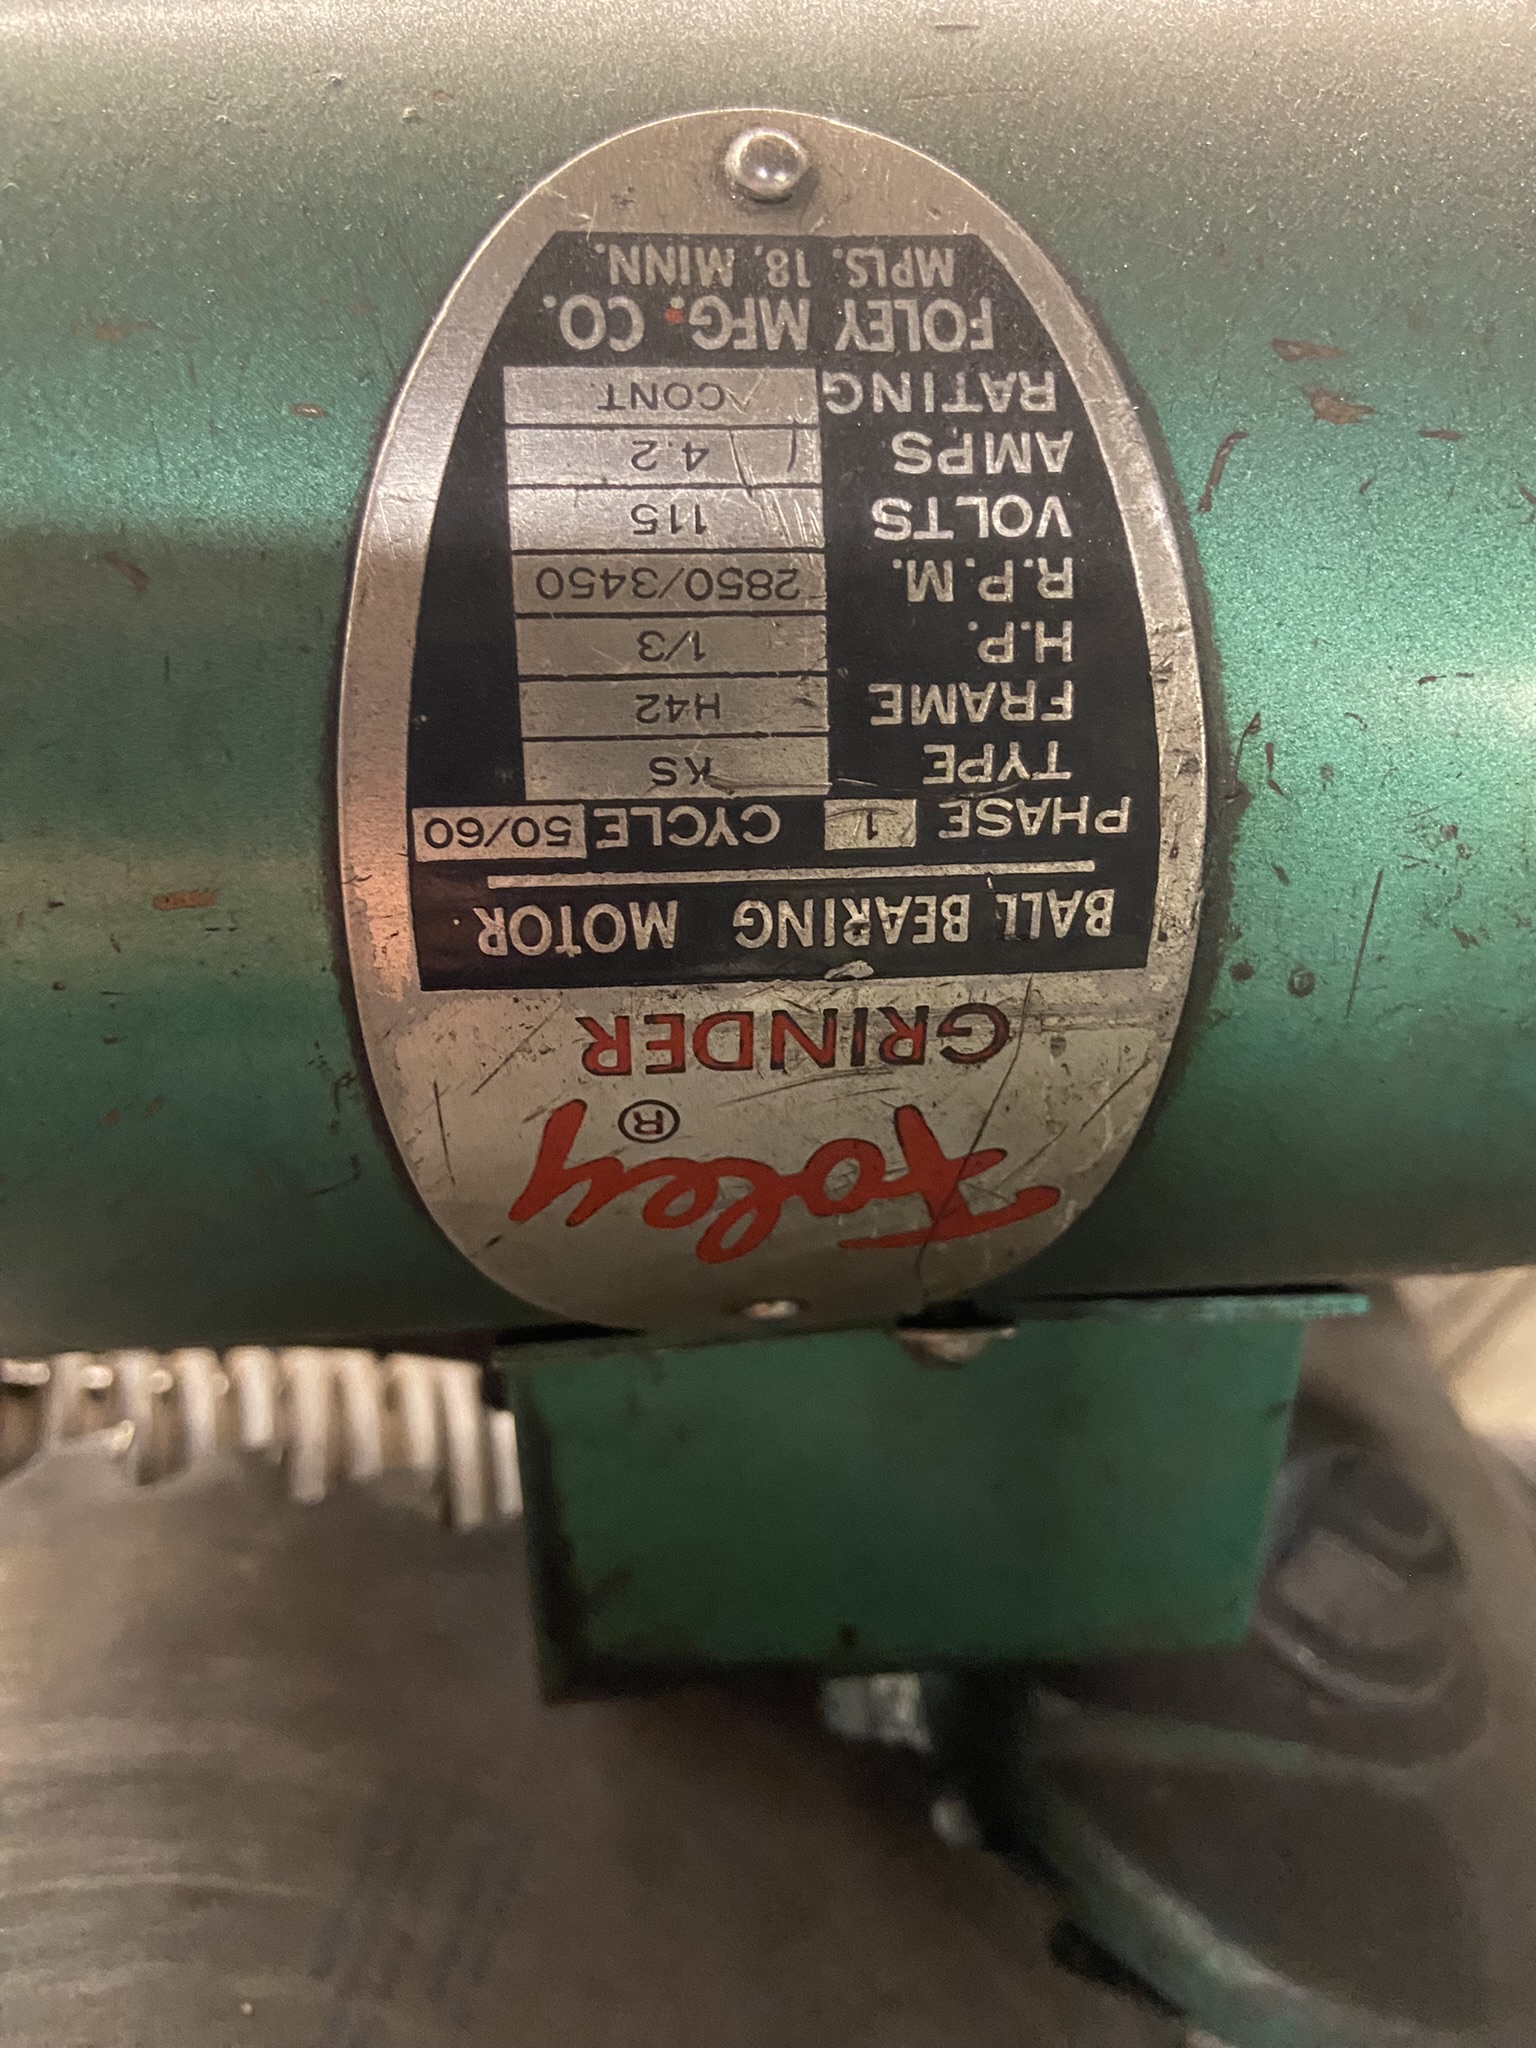 Foley ®
GRINDER
BALL BEARING MOTOR
PHASE 1 CYCLE 50/60
TYPE KS
FRAME H42
H.P. 1/3
R.P.M. 2850/3450
VOLTS 115
AMPS 4.2
RATING CONT
FOLEY MFG. CO.
MPLS. 18, MINN.